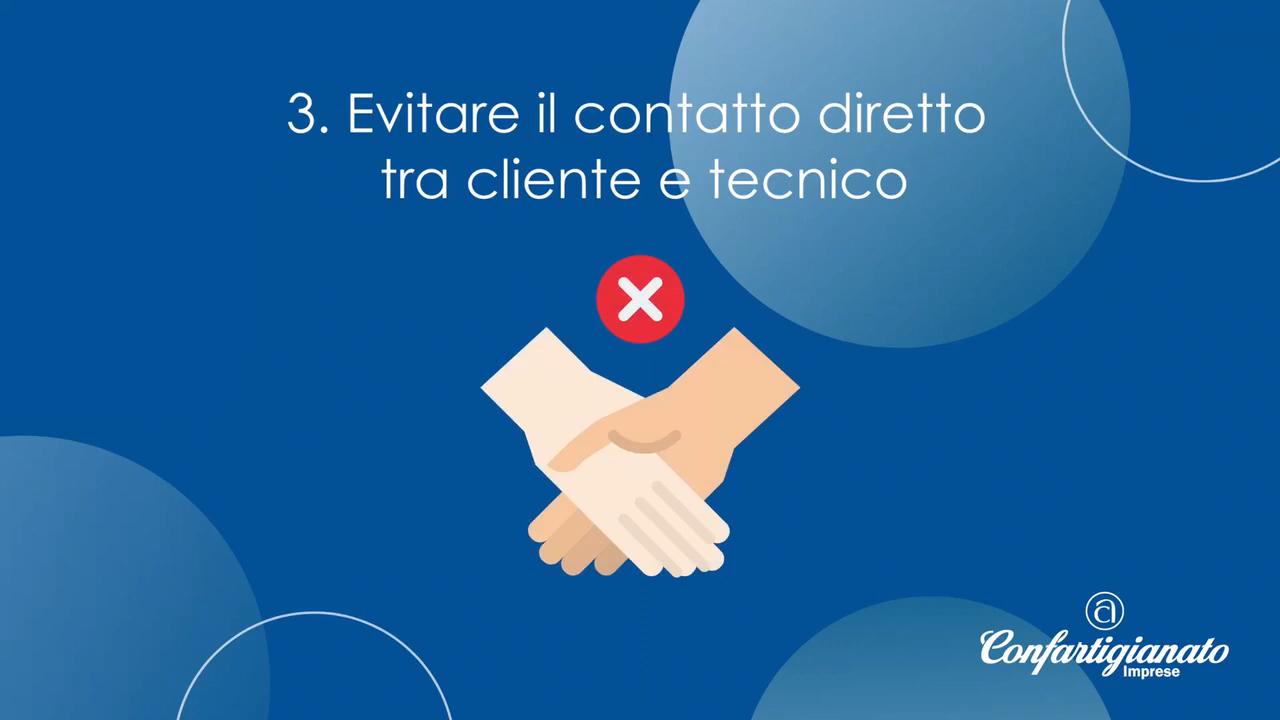 3. Evitare il contatto diretto
tra cliente e tecnico
a
Confartigianato
Imprese